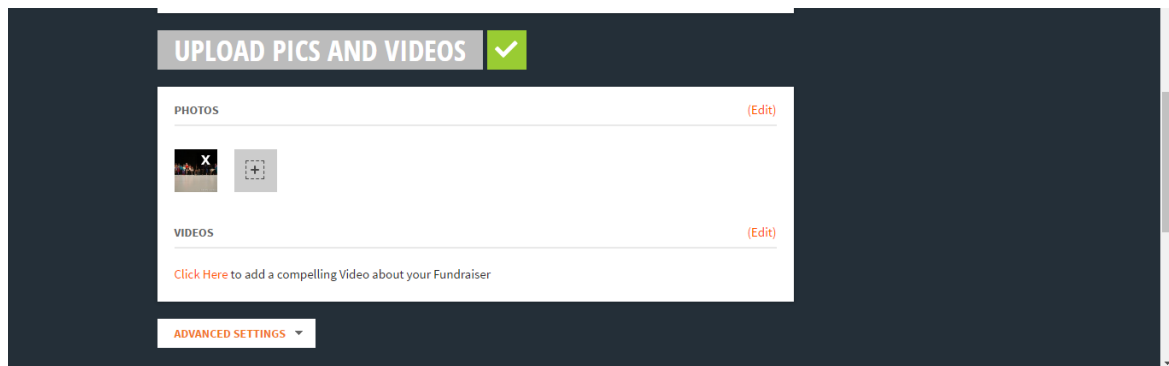 UPLOAD PICS AND VIDEOS
PHOTOS (Edit)
X
VIDEOS (Edit)
Click Here to add a compelling Video about your Fundraiser
ADVANCED SETTINGS